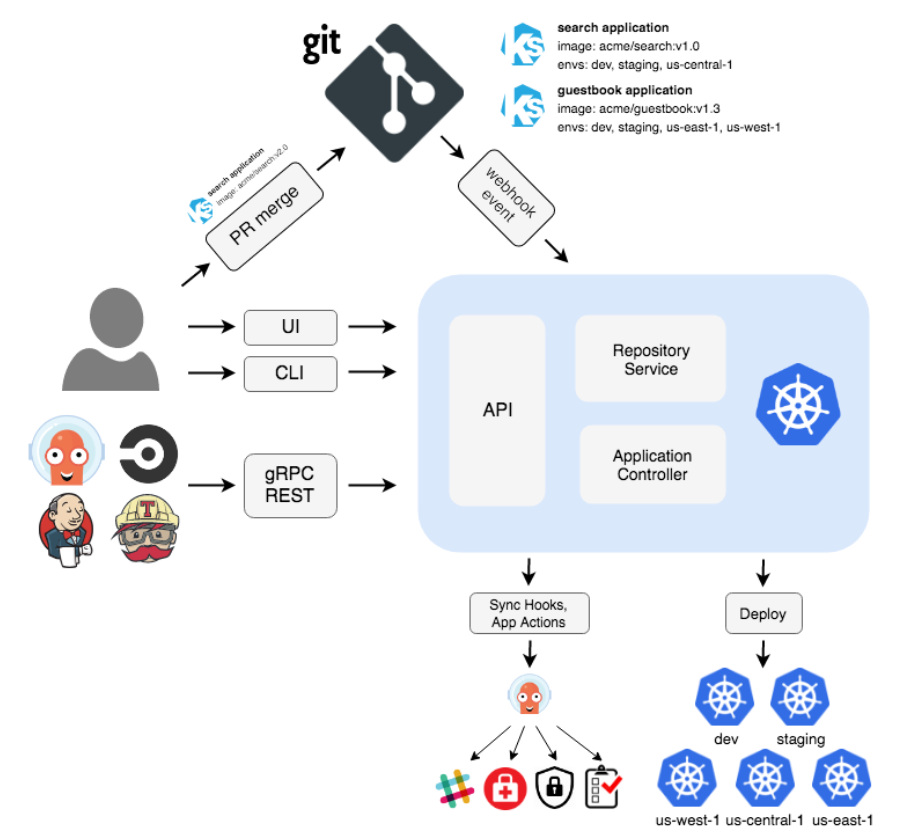 git
search application
image: acme/search:v1.0
envs: dev, staging, us-central-1
guestbook application
image: acme/guestbook:v1.3
envs: dev, staging, us-east-1, us-west-1
KS
KS
search application
image: acme/search:v2.0
KS
PR merge
webhook
event
UI
CLI
gRPC
REST
T
API
Repository
Service
Application
Controller
Sync Hooks,
App Actions
Deploy
dev
staging
us-west-1
us-central-1
us-east-1